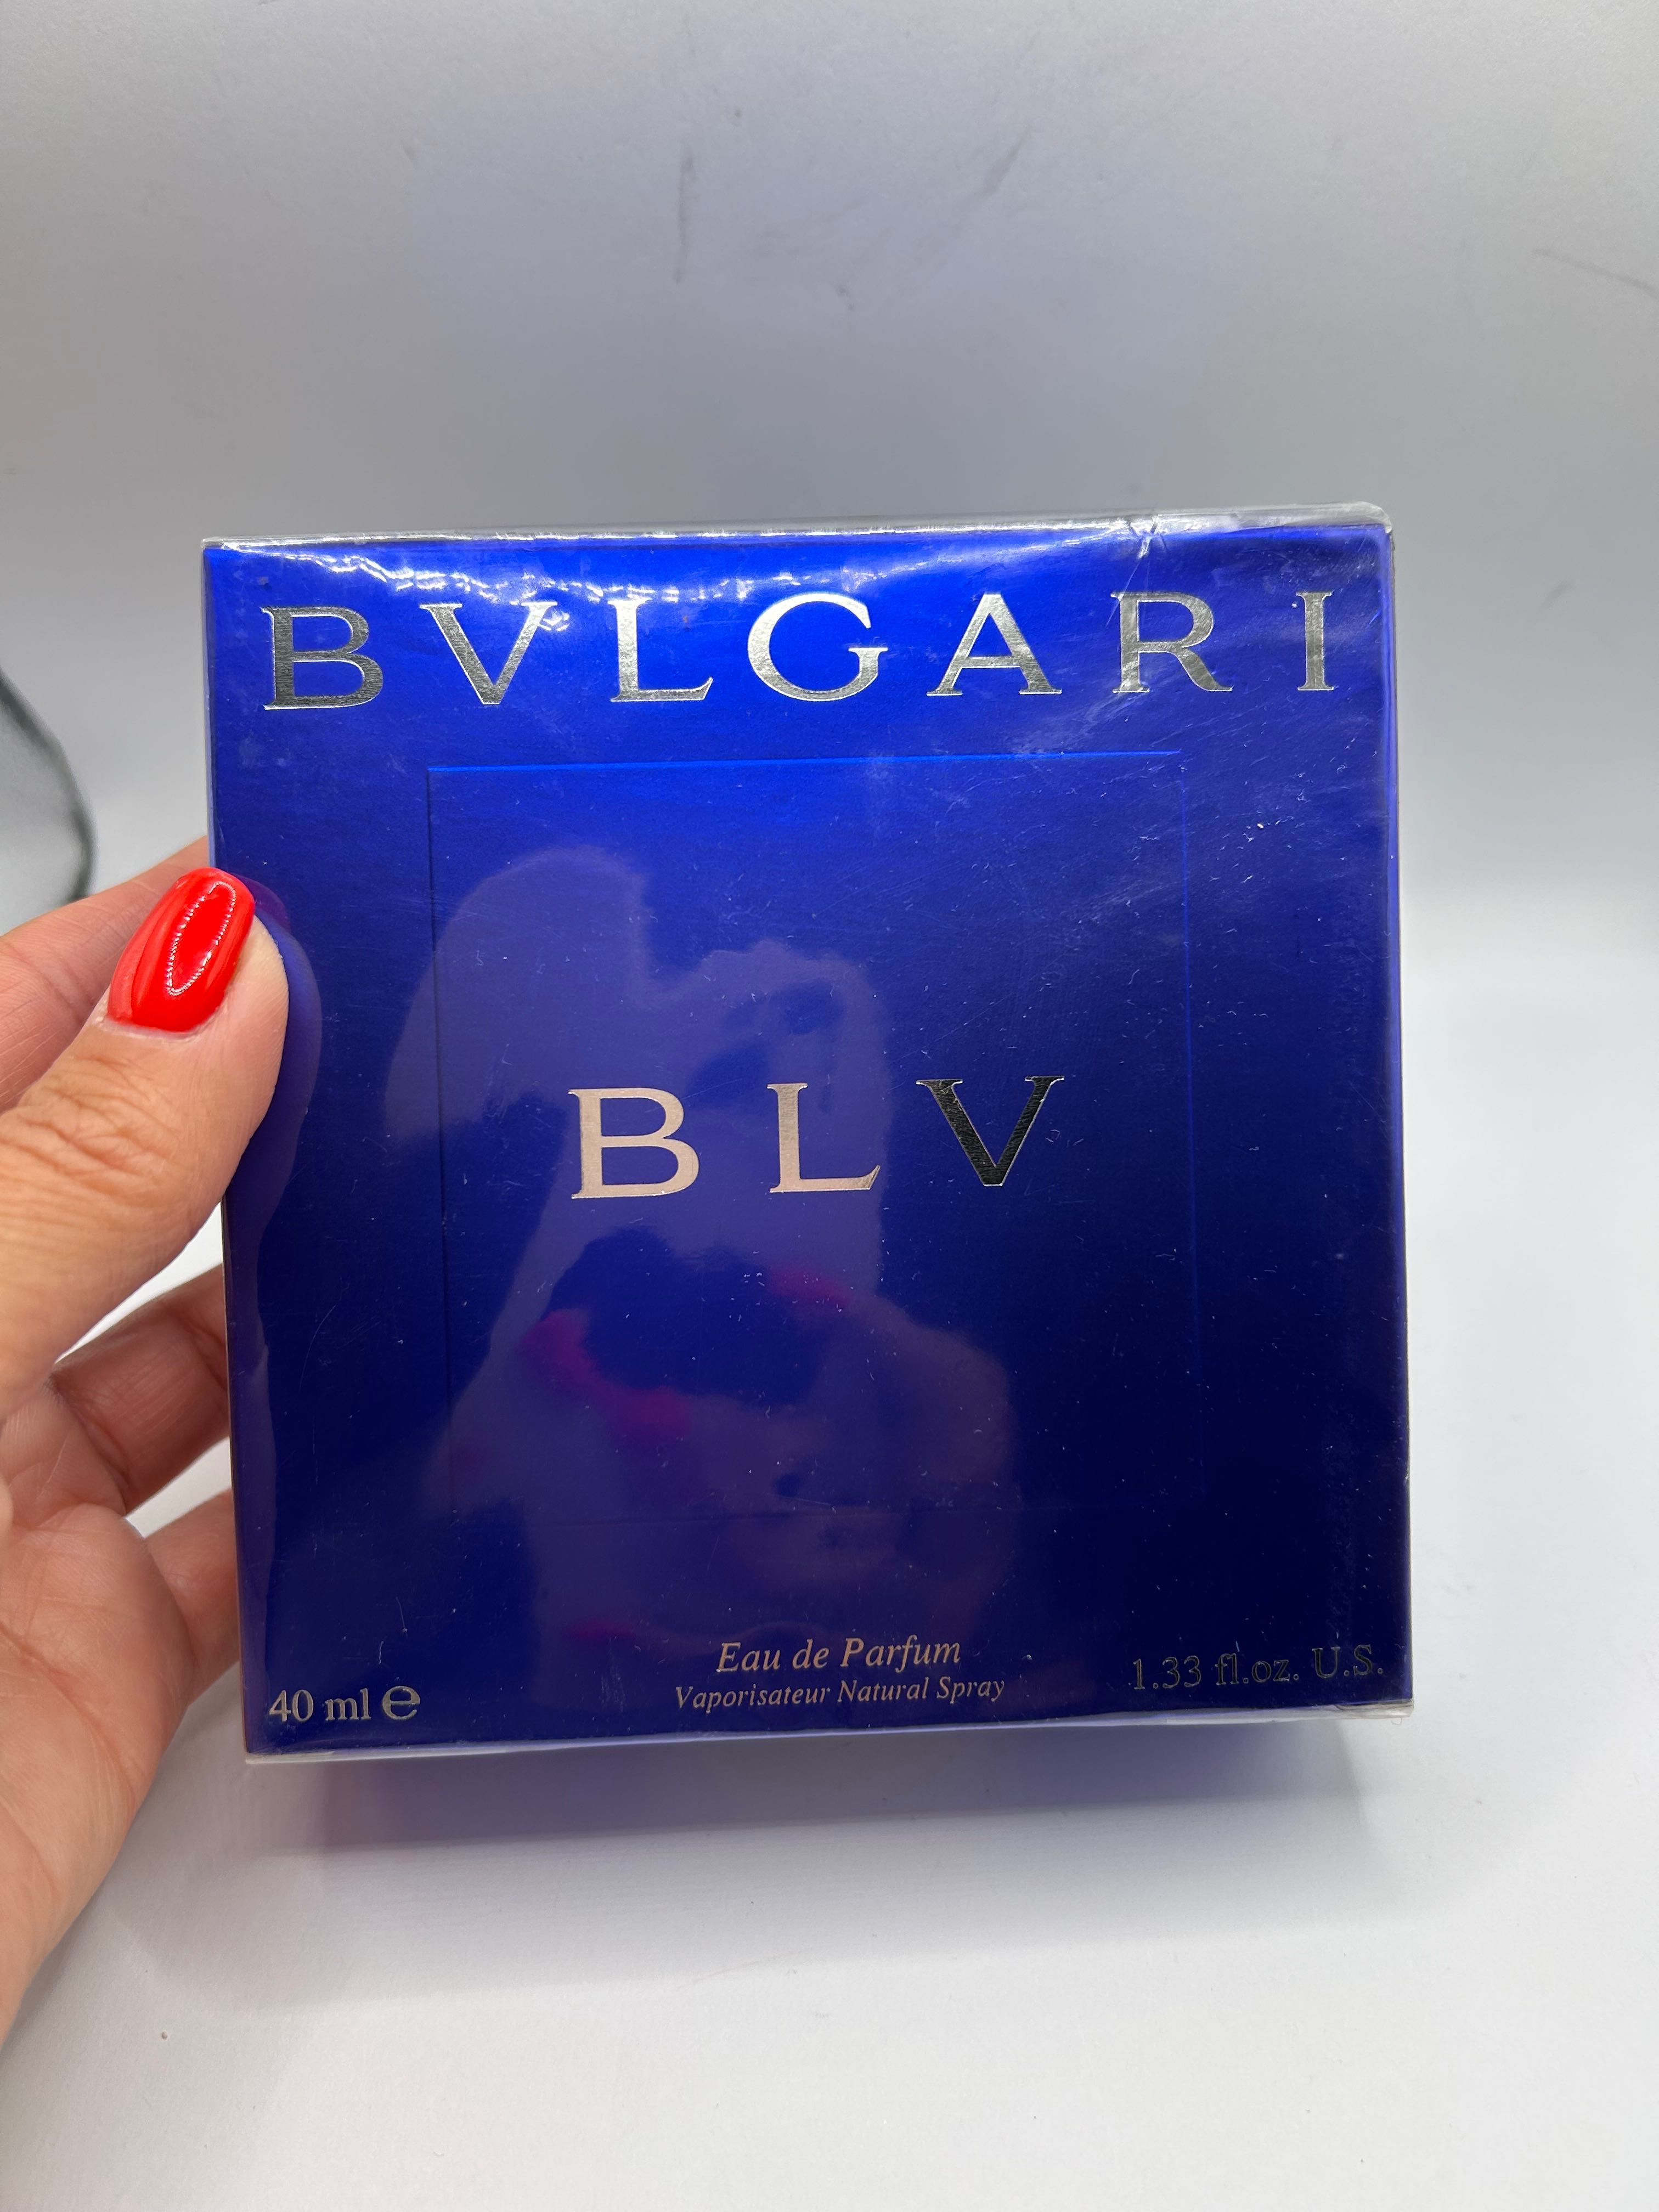 BVLGARI
BLV
Eau de Parfum
Vaporisateur Natural Spray
40 ml ℮
1.33 fl.oz. U.S.